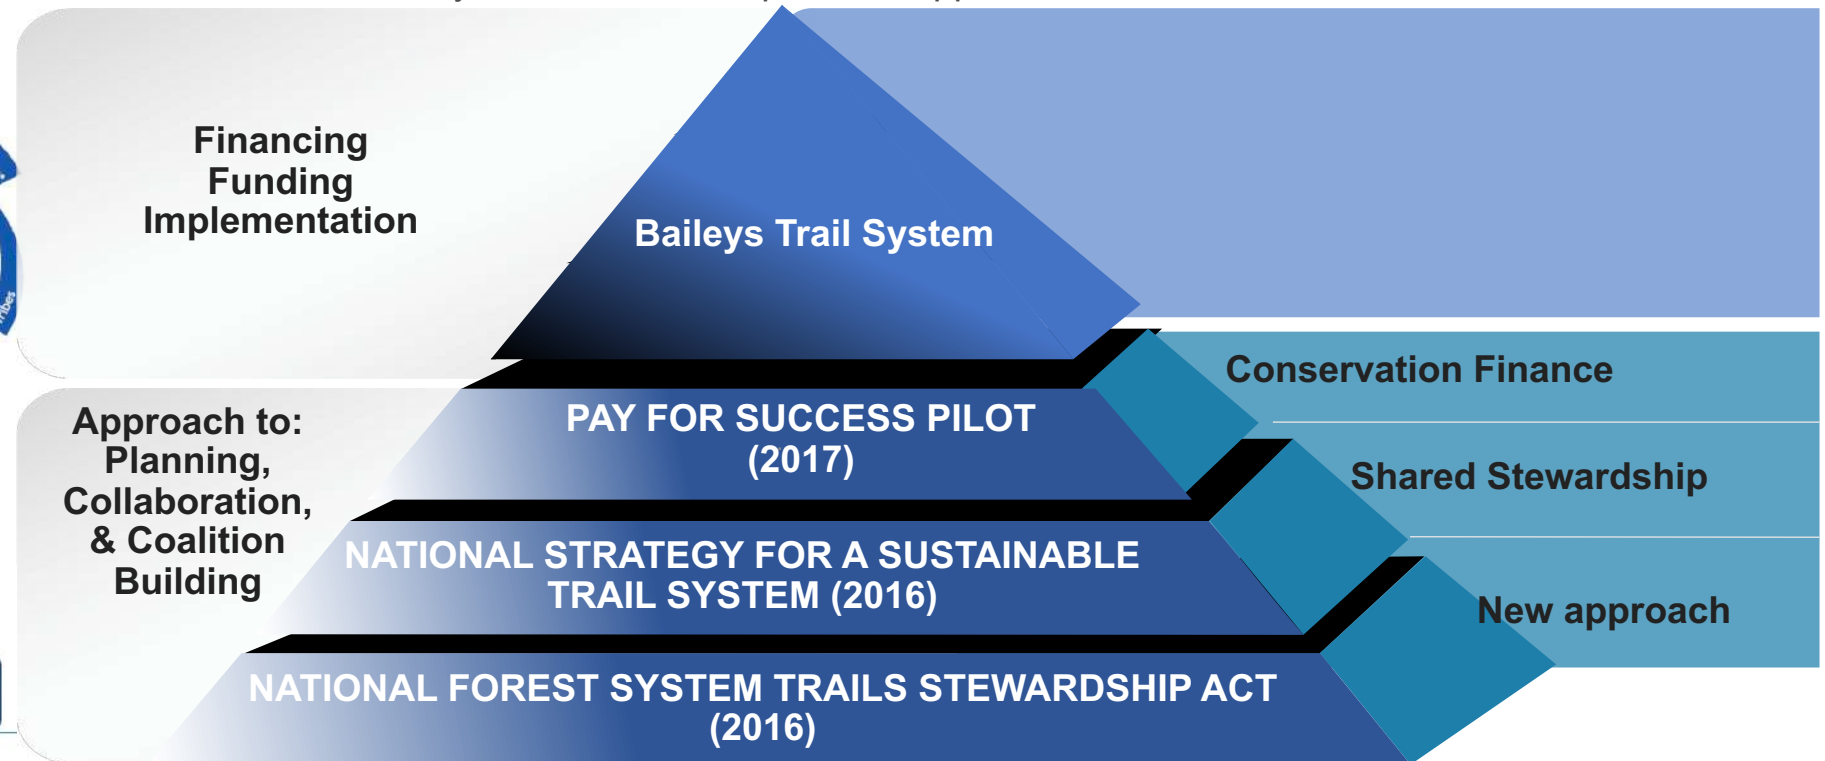 Financing
Funding
Implementation
Baileys Trail System
Conservation Finance
Approach to:
Planning,
Collaboration,
& Coalition
Building
PAY FOR SUCCESS PILOT
(2017)
Shared Stewardship
NATIONAL STRATEGY FOR A SUSTAINABLE
TRAIL SYSTEM (2016)
New approach
NATIONAL FOREST SYSTEM TRAILS STEWARDSHIP ACT
(2016)